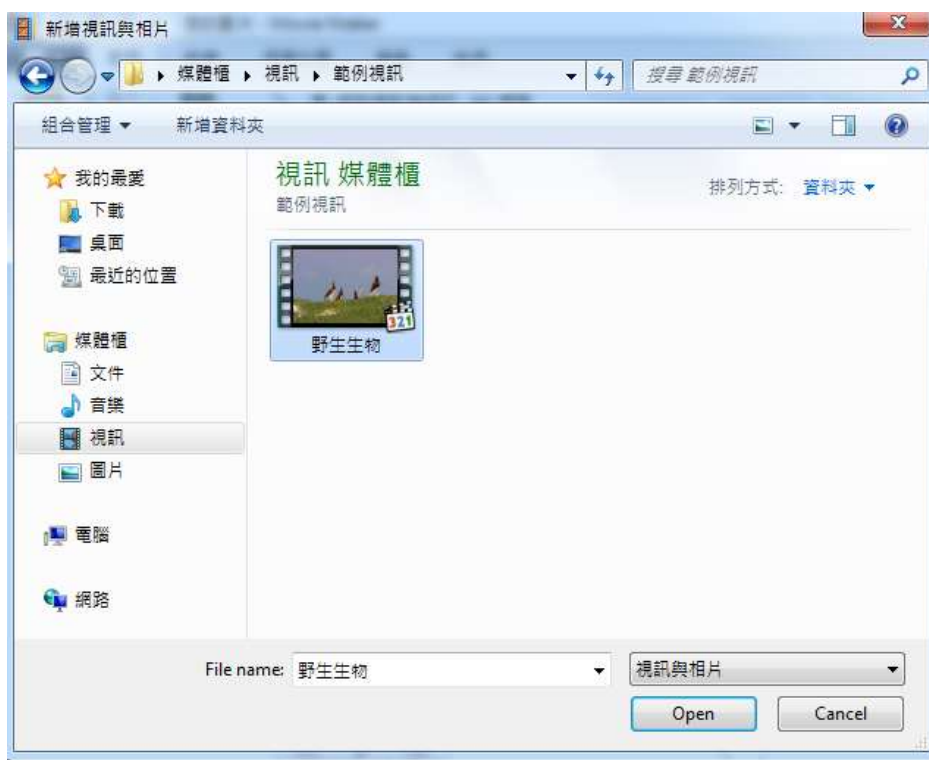 新增視訊與相片
媒體櫃 視訊 範例視訊
搜尋 範例視訊
組合管理 新增資料夾
我的最愛
下載
桌面
最近的位置
媒體櫃
文件
音樂
視訊
圖片
電腦
網路
視訊 媒體櫃
範例視訊
排列方式: 資料夾
321
野生生物
File name: 野生生物
視訊與相片
Open Cancel